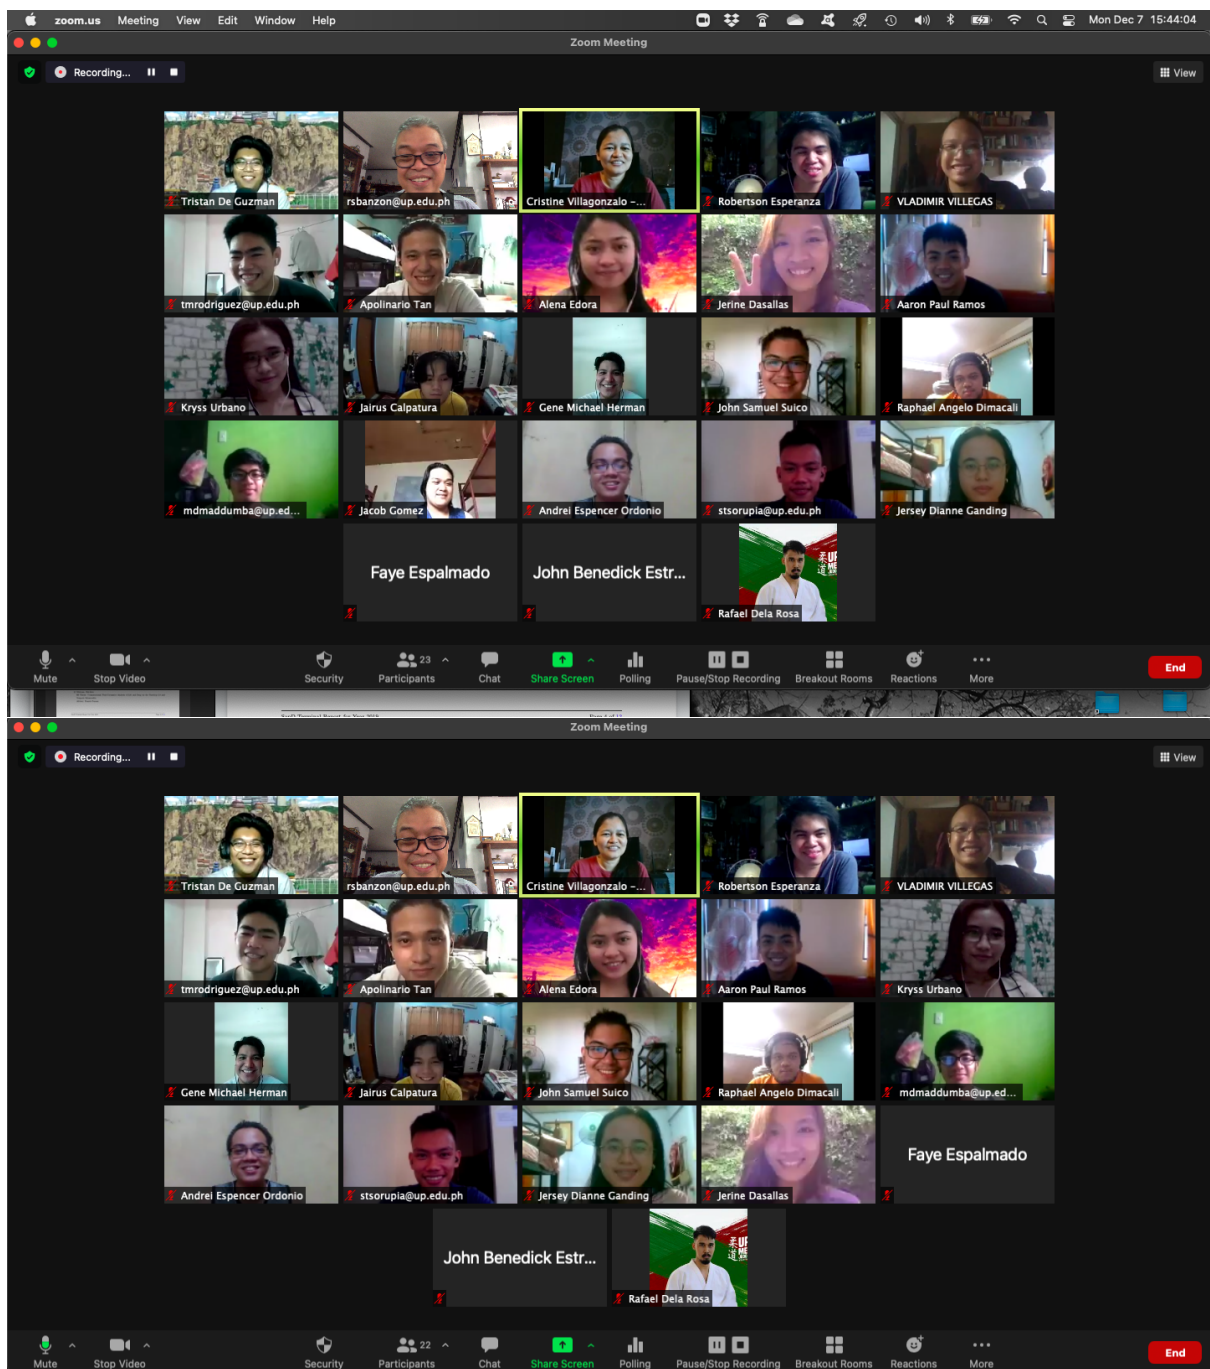 zoom.us Meeting View Edit Window Help Mon Dec 7 15:44:04
Zoom Meeting
Recording... View
Tristan De Guzman rsbanzon@up.edu.ph Cristine Villagonzalo -... Robertson Esperanza VLADIMIR VILLEGAS
tmrodriguez@up.edu.ph Apolinario Tan Alena Edora Jerine Dasallas Aaron Paul Ramos
Kryss Urbano Jairus Calpatura Gene Michael Herman John Samuel Suico Raphael Angelo Dimacali
mdmaddumba@up.ed... Jacob Gomez Andrei Espencer Ordonio stsorupia@up.edu.ph Jersey Dianne Ganding
Faye Espalmado John Benedick Estr... Rafael Dela Rosa
23
Mute Stop Video Security Participants Chat Share Screen Polling Pause/Stop Recording Breakout Rooms Reactions More End
Zoom Meeting
Recording... View
Tristan De Guzman rsbanzon@up.edu.ph Cristine Villagonzalo -... Robertson Esperanza VLADIMIR VILLEGAS
tmrodriguez@up.edu.ph Apolinario Tan Alena Edora Aaron Paul Ramos Kryss Urbano
Gene Michael Herman Jairus Calpatura John Samuel Suico Raphael Angelo Dimacali mdmaddumba@up.ed...
Andrei Espencer Ordonio stsorupia@up.edu.ph Jersey Dianne Ganding Jerine Dasallas Faye Espalmado
John Benedick Estr... Rafael Dela Rosa
22
Mute Stop Video Security Participants Chat Share Screen Polling Pause/Stop Recording Breakout Rooms Reactions More End